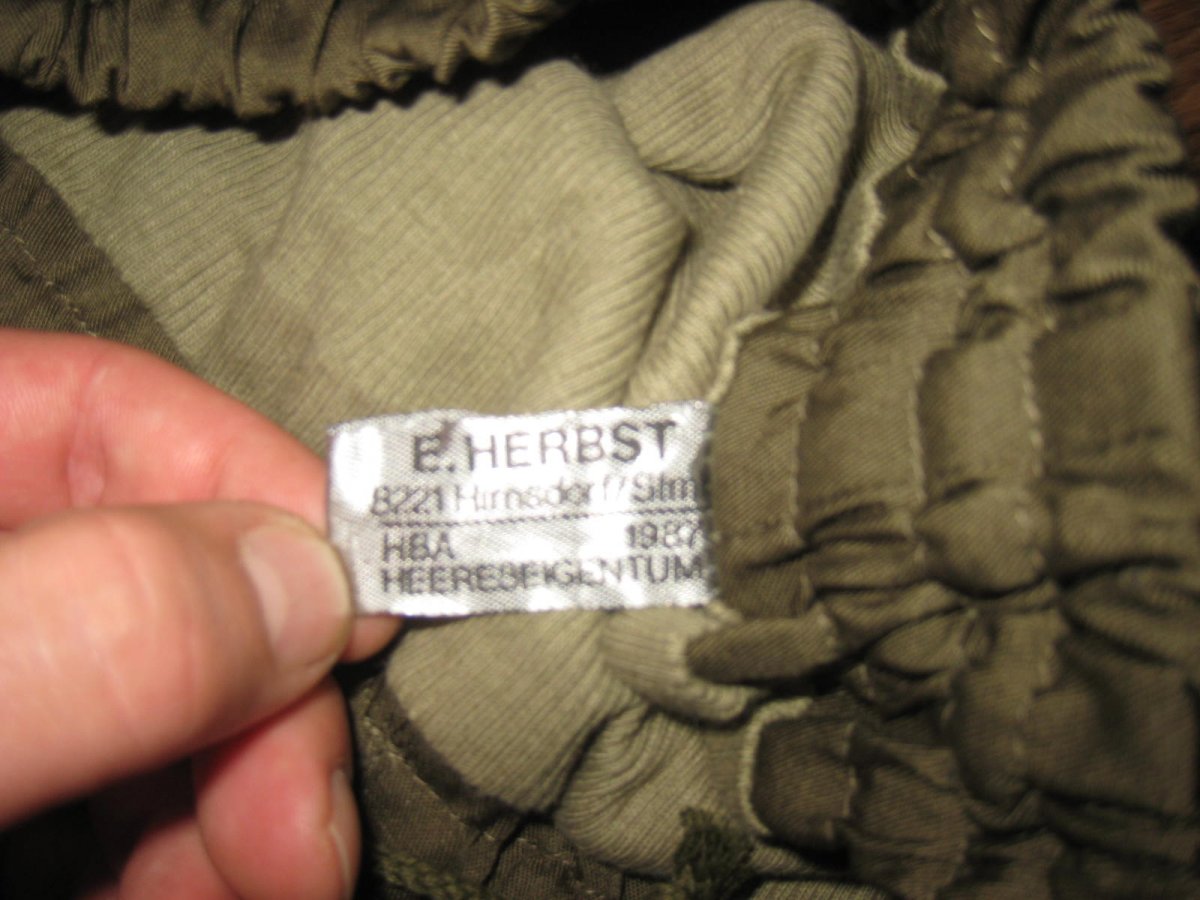 E. HERBST
8221 Hirnsdorf/Stmk
HBA 1987
HEERESEIGENTUM